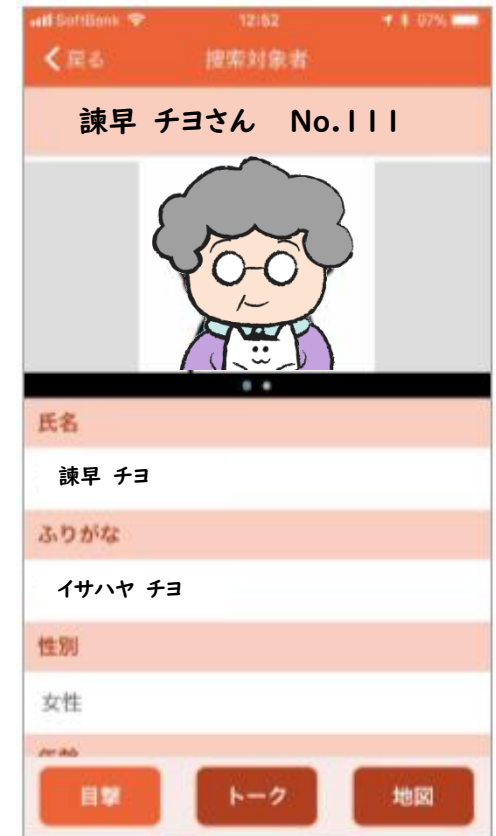 SoftBank 12:52 97%
戻る 捜索対象者
諫早 チヨさん No.111
氏名
諫早 チヨ
ふりがな
イサハヤ チヨ
性別
女性
年齢
目撃 トーク 地図